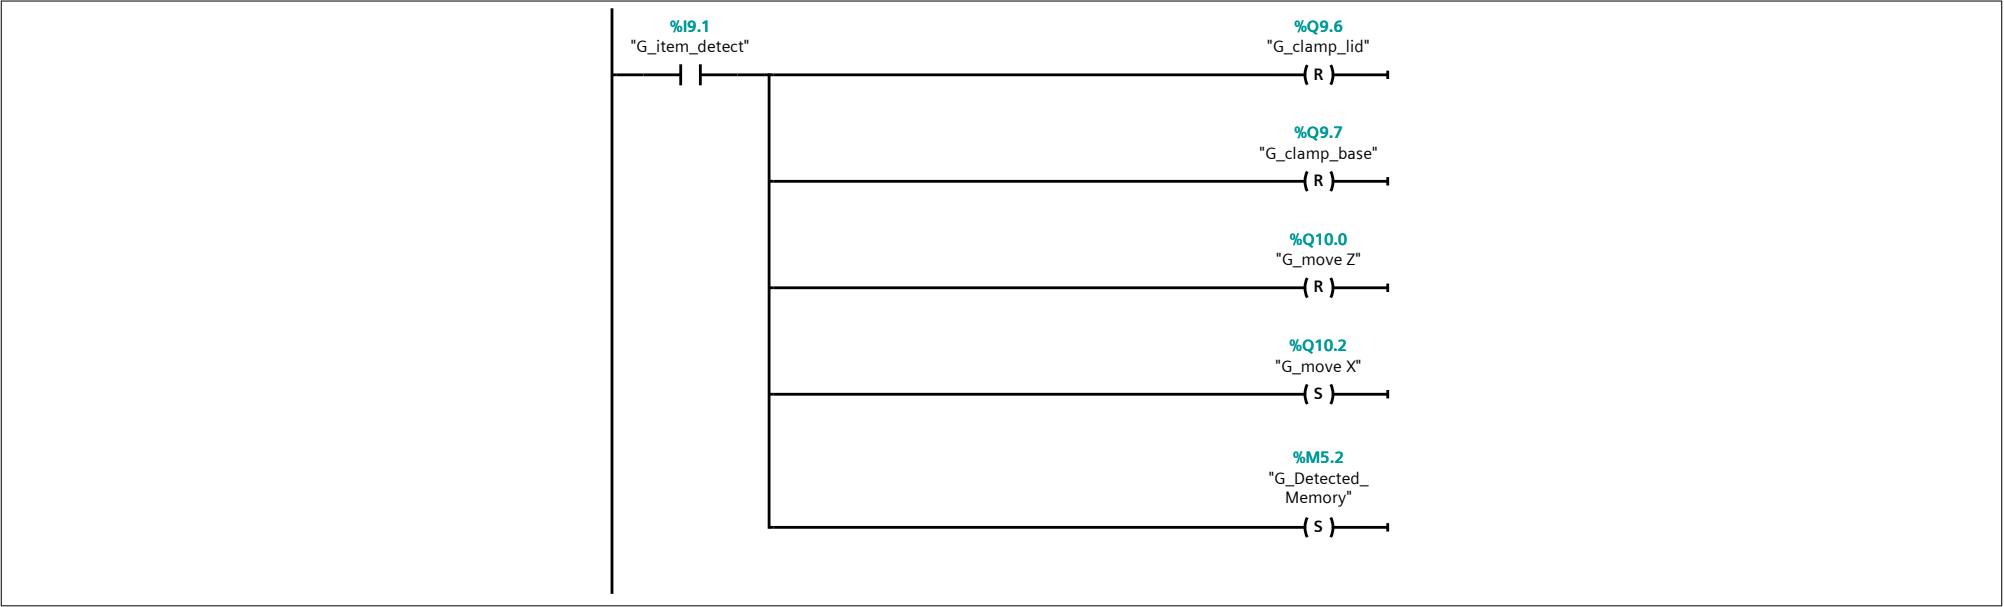 %I9.1
"G_item_detect"
%Q9.6
"G_clamp_lid"
R
%Q9.7
"G_clamp_base"
R
%Q10.0
"G_move Z"
R
%Q10.2
"G_move X"
S
%M5.2
"G_Detected_
Memory"
S